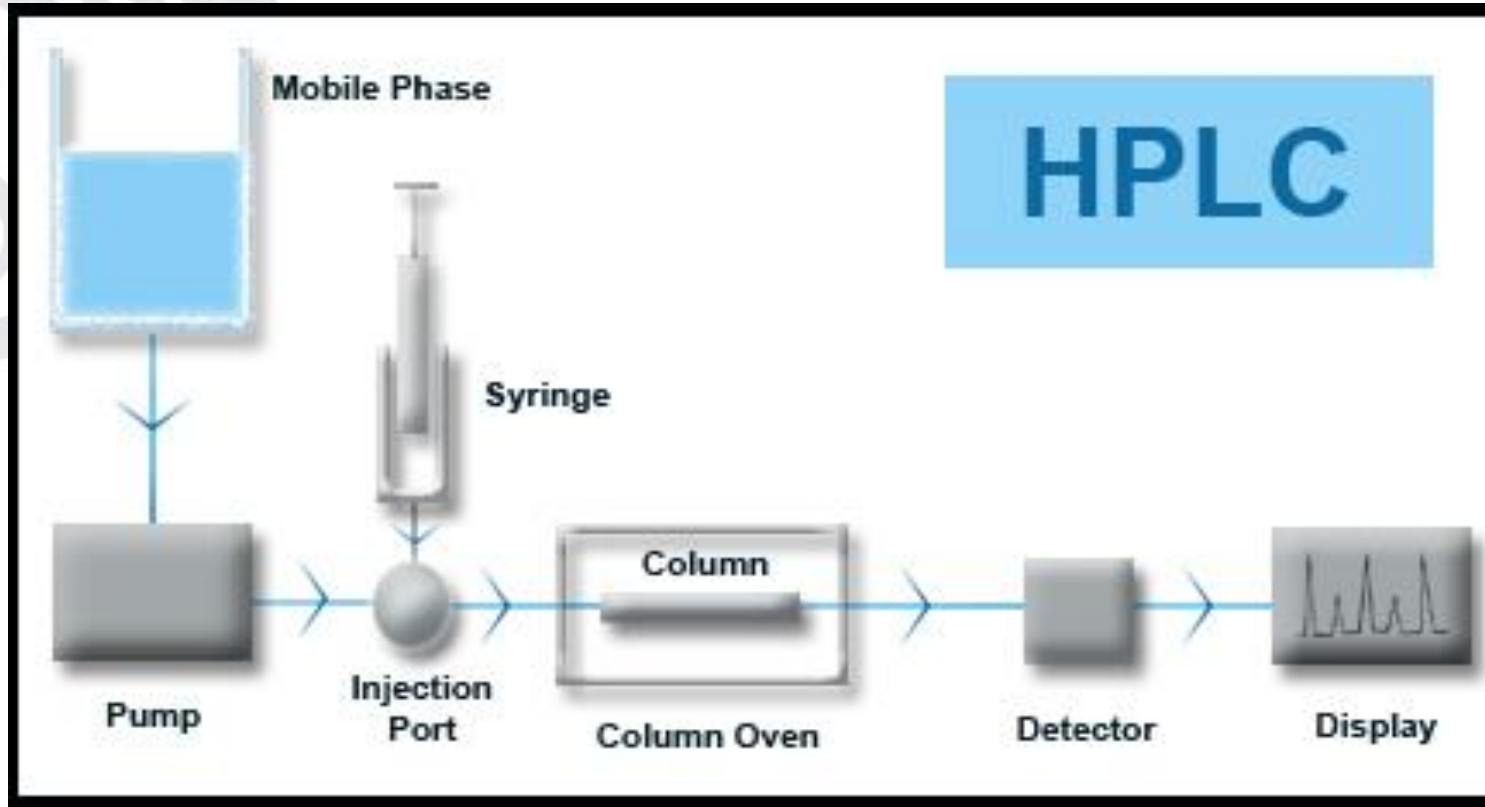 Mobile Phase
HPLC
Syringe
Column
Pump
Injection
Port
Column Oven
Detector
Display